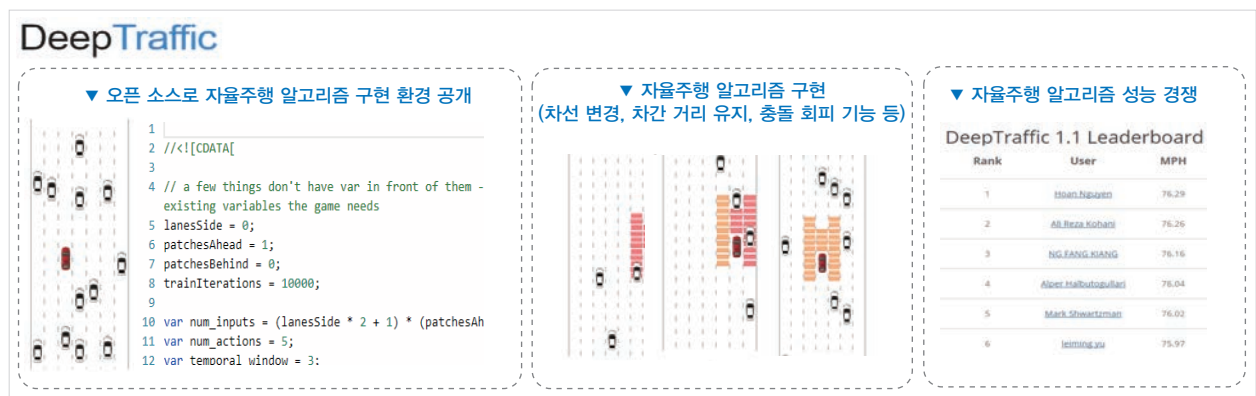 DeepTraffic
▼ 오픈 소스로 자율주행 알고리즘 구현 환경 공개
1
2 //<![CDATA[
3
4 // a few things don't have var in front of them -
existing variables the game needs
5 lanesSide = 0;
6 patchesAhead = 1;
7 patchesBehind = 0;
8 trainIterations = 10000;
9
10 var num_inputs = (lanesSide * 2 + 1) * (patchesAh
11 var num_actions = 5;
12 var temporal_window = 3;
▼ 자율주행 알고리즘 구현
(차선 변경, 차간 거리 유지, 충돌 회피 기능 등)
▼ 자율주행 알고리즘 성능 경쟁
DeepTraffic 1.1 Leaderboard
Rank User MPH
1 Hoan Nguyen 76.29
2 Ali Reza Kohani 76.26
3 NG FANG KIANG 76.16
4 Alper Halbutogullari 76.04
5 Mark Shwartzman 76.02
6 leiming yu 75.97